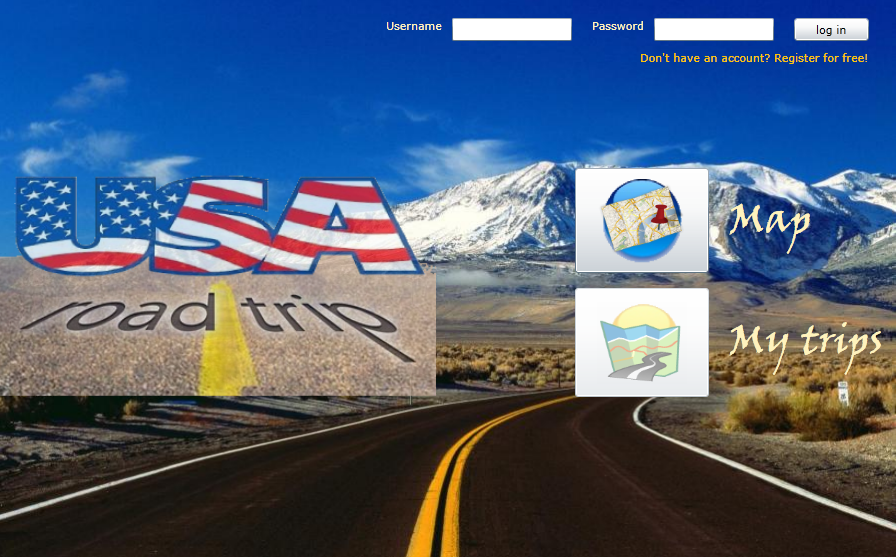 Username Password log in
Don't have an account? Register for free!
USA
road trip
Map
My trips